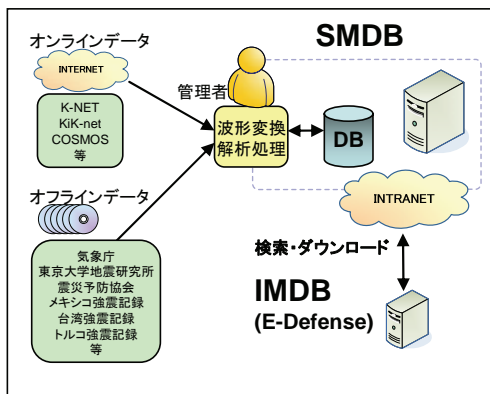 オンラインデータ
INTERNET
K-NET
KiK-net
COSMOS
等
オフラインデータ
気象庁
東京大学地震研究所
震災予防協会
メキシコ強震記録
台湾強震記録
トルコ強震記録
等
管理者
波形変換
解析処理
SMDB
DB
INTRANET
検索・ダウンロード
IMDB
(E-Defense)